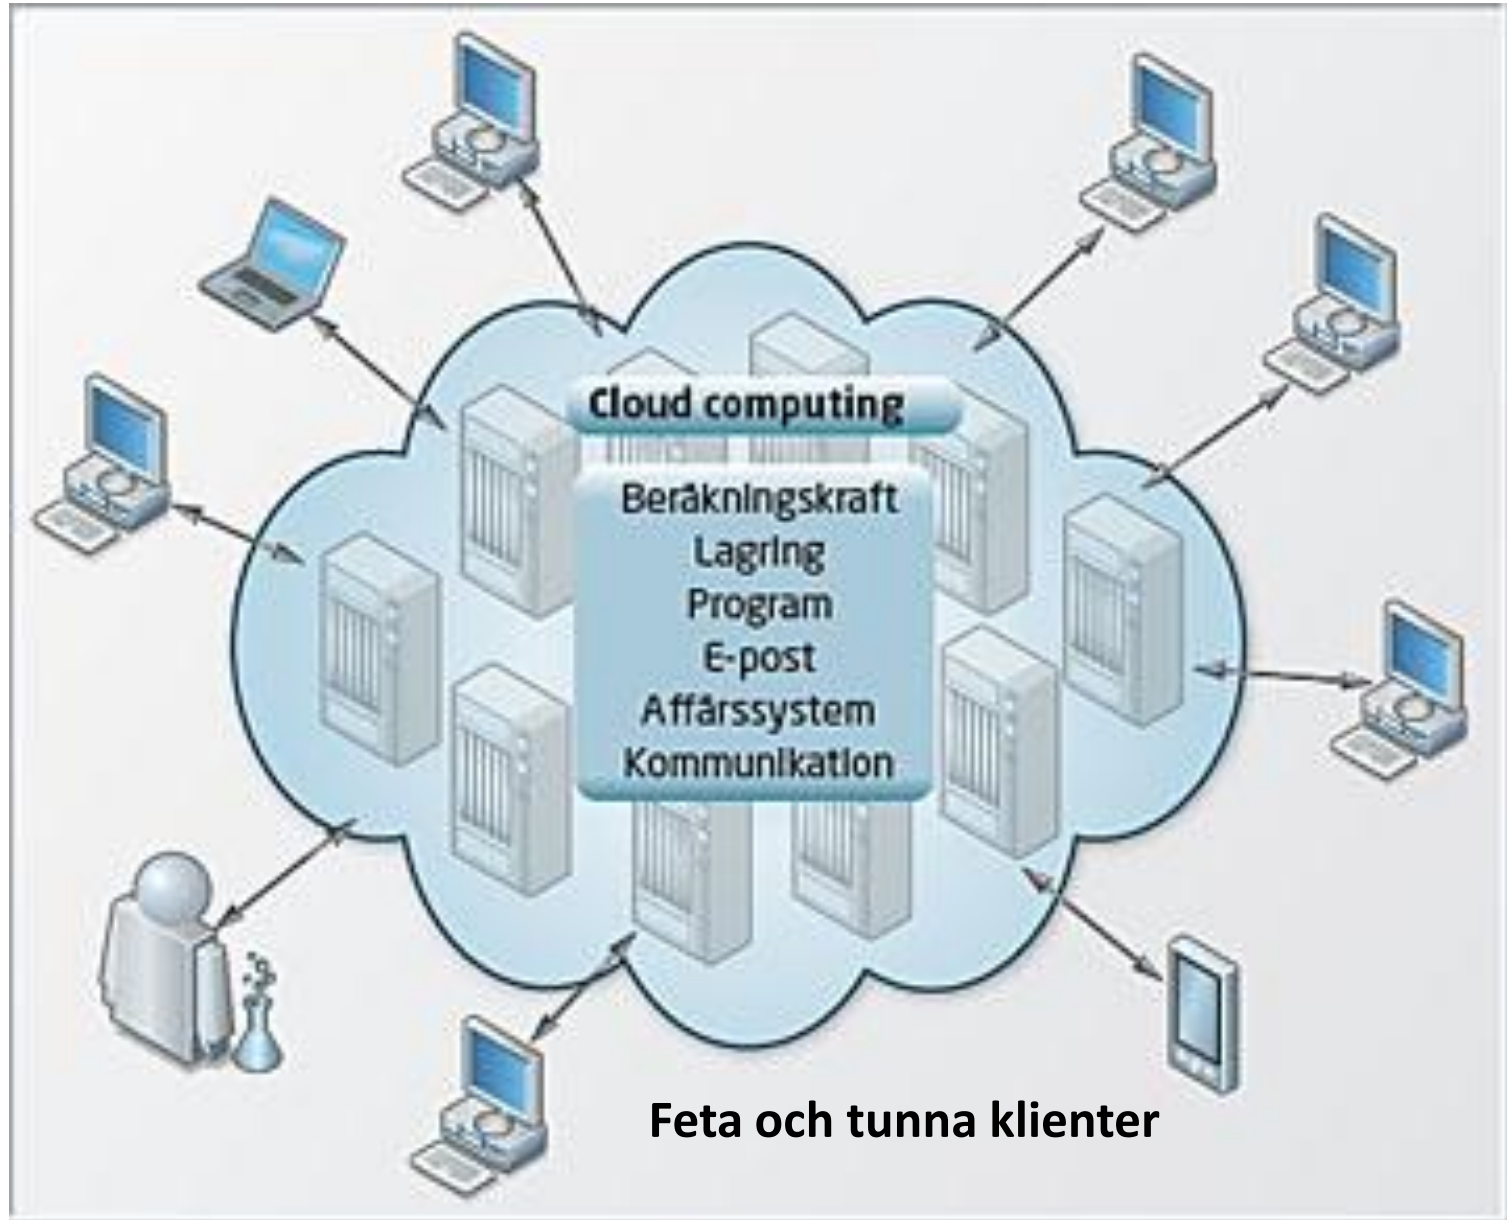 Cloud computing
Beräkningskraft
Lagring
Program
E-post
Affärssystem
Kommunikation
Feta och tunna klienter